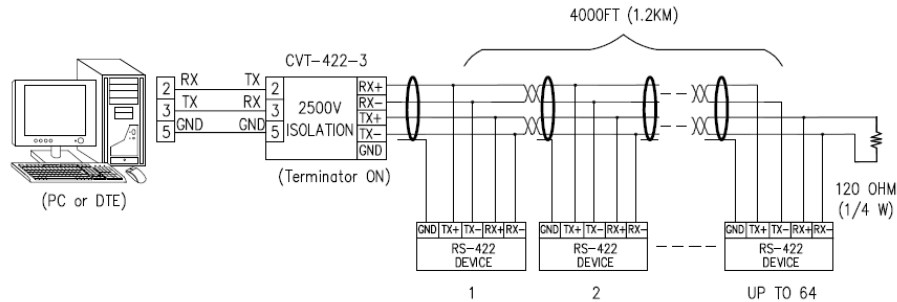 4000FT (1.2KM)
CVT-422-3
2 RX TX 2 RX+
3 TX RX 3 2500V RX-
5 GND GND 5 ISOLATION TX+
TX-
GND
(Terminator ON)
(PC or DTE)
120 OHM
(1/4 W)
GND TX+ TX- RX+ RX-
RS-422
DEVICE
1
GND TX+ TX- RX+ RX-
RS-422
DEVICE
2
GND TX+ TX- RX+ RX-
RS-422
DEVICE
UP TO 64